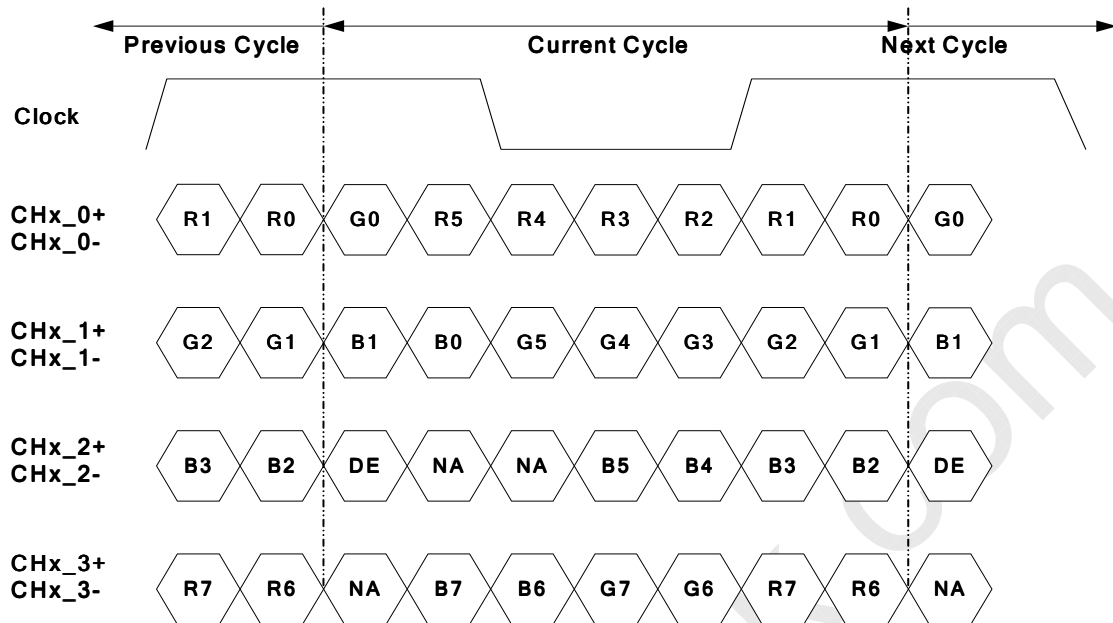 Previous Cycle Current Cycle Next Cycle
Clock
CHx_0+
CHx_0-
R1 R0 G0 R5 R4 R3 R2 R1 R0 G0
CHx_1+
CHx_1-
G2 G1 B1 B0 G5 G4 G3 G2 G1 B1
CHx_2+
CHx_2-
B3 B2 DE NA NA B5 B4 B3 B2 DE
CHx_3+
CHx_3-
R7 R6 NA B7 B6 G7 G6 R7 R6 NA
com